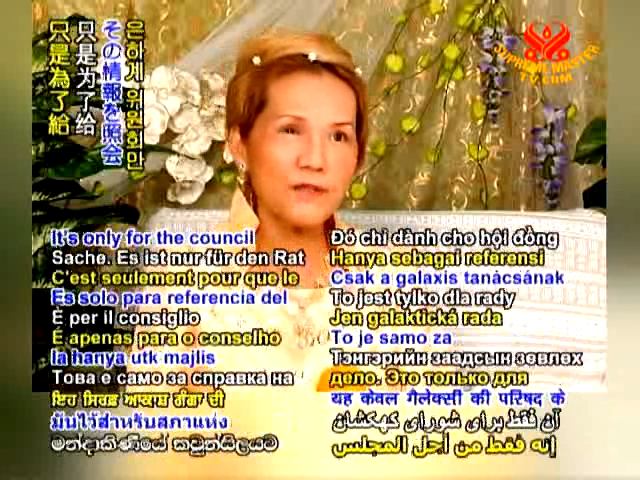 은하계 위원회만
その情報を照会
只是为了给
只是為了給
SUPREME MASTER
TV.COM
It's only for the council
Sache. Es ist nur für den Rat
C'est seulement pour que le
Es solo para referencia del
È per il consiglio
É apenas para o conselho
Ia hanya utk majlis
Това е само за справка на
ਇਹ ਸਿਰਫ਼ ਆਕਾਸ਼ ਗੰਗਾ ਦੀ
มันไว้สำหรับสภาแห่ง
මන්දාකිණියේ කවුන්සිලයට
Đó chỉ dành cho hội đồng
Hanya sebagai referensi
Csak a galaxis tanácsának
To jest tylko dla rady
Jen galaktická rada
To je samo za
Тэнгэрийн заадсын зөвлөх
дело. Это только для
यह केवल गैलेक्सी की परिषद के
آن فقط برای شورای کهکشان
إنه فقط من أجل المجلس